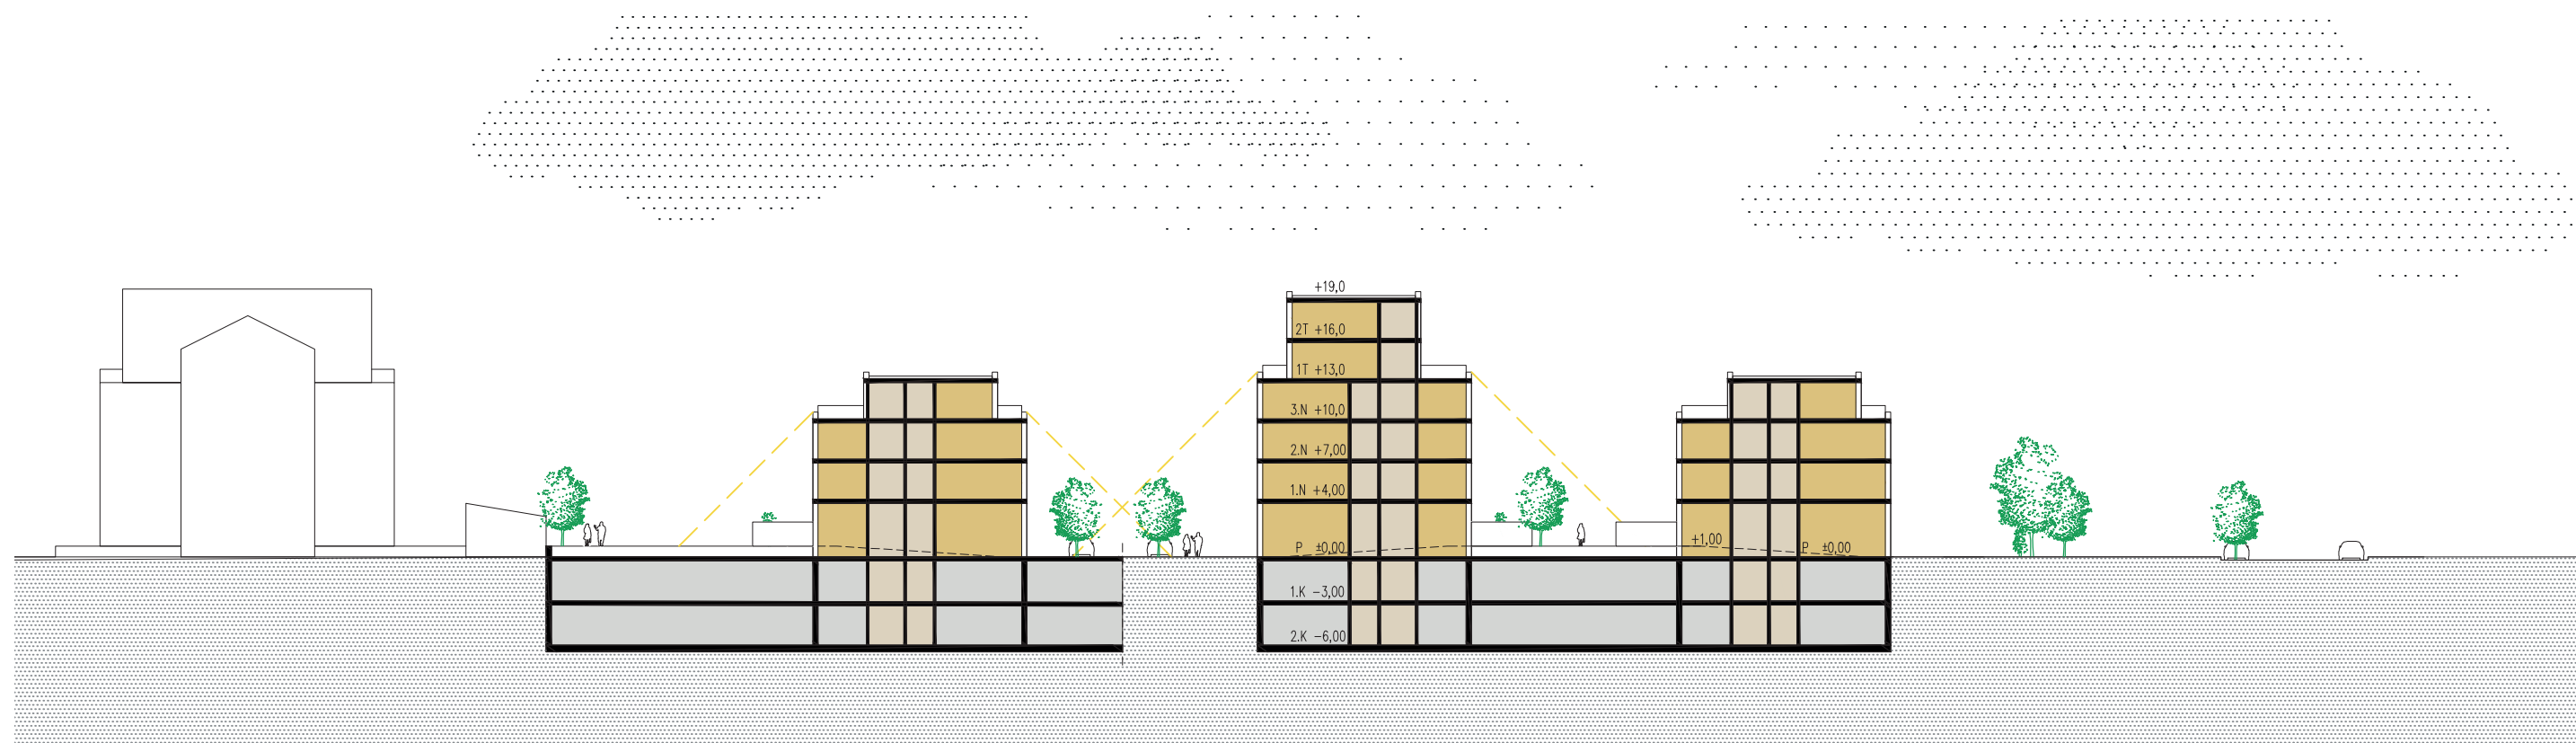 +19,0
2T +16,0
1T +13,0
3.N +10,0
2.N +7,00
1.N +4,00
P ±0,00
+1,00
P ±0,00
1.K −3,00
2.K −6,00